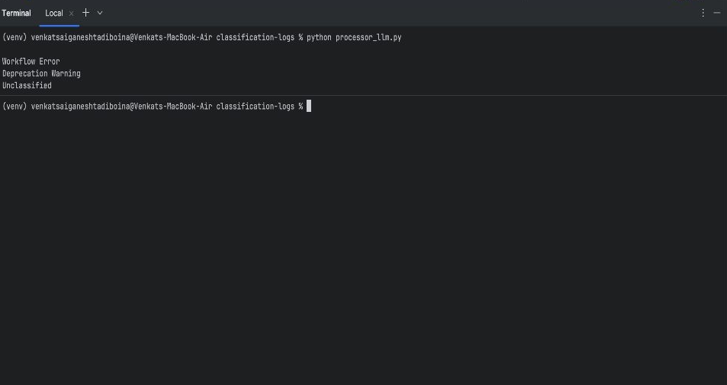 Terminal Local × +
(venv) venkatsaiganeshtadiboina@Venkats-MacBook-Air classification-logs % python processor_llm.py
Workflow Error
Deprecation Warning
Unclassified
(venv) venkatsaiganeshtadiboina@Venkats-MacBook-Air classification-logs %